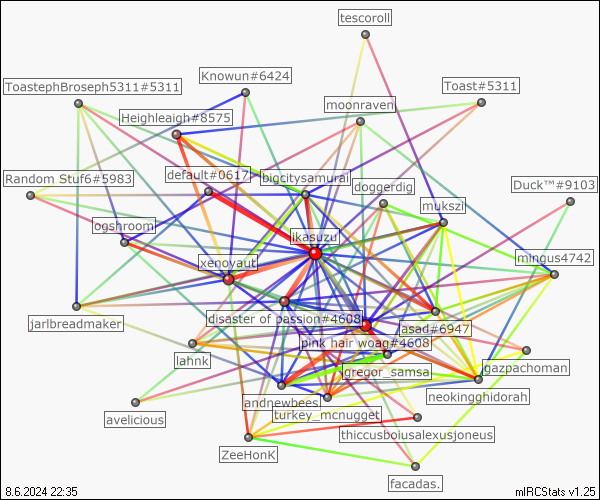 tescoroll
Knowun#6424
ToastephBroseph5311#5311
Toast#5311
moonraven
Heighleaigh#8575
default#0617
bigcitysamurai
Random Stuf6#5983
doggerdig
Duck™#9103
mukszi
ogshroom
ikasuzu
xenoyaut
mingus4742
disaster of passion#4608
jarlbreadmaker
asad#6947
pink hair woag#4608
lahnk
gregor_samsa
gazpachoman
neokingghidorah
andnewbees
avelicious
turkey_mcnugget
thiccusboiusalexusjoneus
ZeeHonK
facadas.
8.6.2024 22:35
mIRCStats v1.25